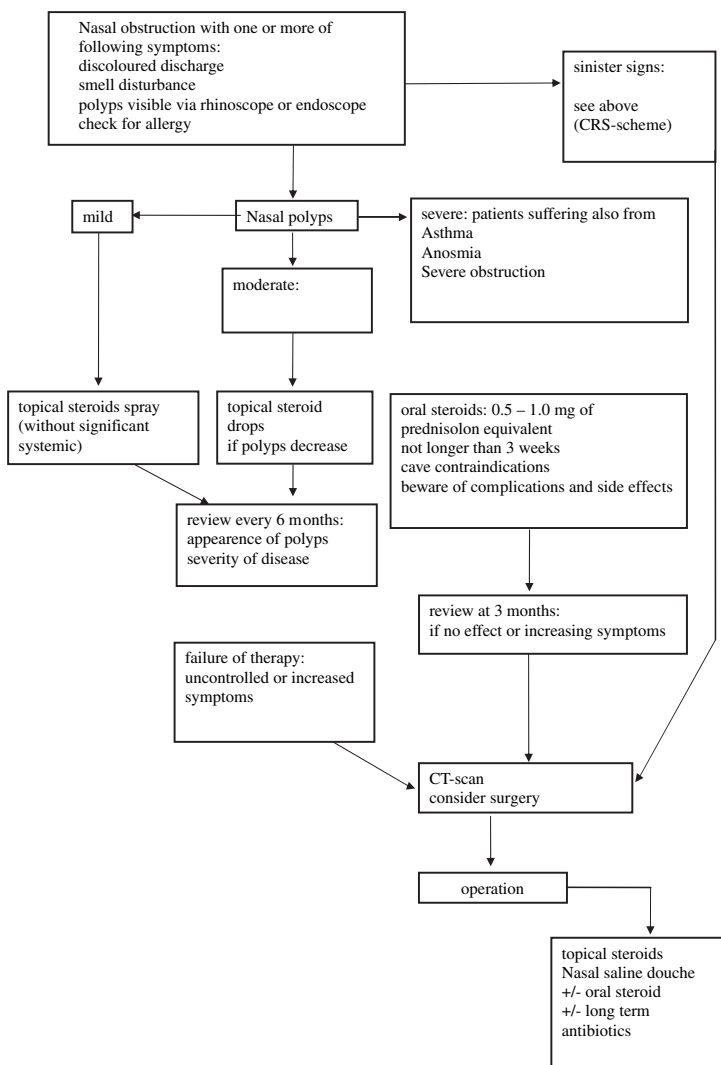 Nasal Obstruction with one or more of
following symptoms:
discoloured discharge
smell disturbance
polyps visible via rhinoscope or endoscope
check for allergy
sinister signs:
see above
(CRS-scheme)
mild
Nasal polyps
severe: patients suffering also from
Asthma
Anosmia
Severe obstruction
moderate:
topical steroids spray
(without significant
systemic)
topical steroid
drops
if polyps decrease
oral steroids: 0.5 – 1.0 mg of
prednisolon equivalent
not longer than 3 weeks
cave contraindications
beware of complications and side effects
review every 6 months:
appearence of polyps
severity of disease
review at 3 months:
if no effect or increasing symptoms
failure of therapy:
uncontrolled or increased
symptoms
CT-scan
consider surgery
operation
topical steroids
Nasal saline douche
+/- oral steroid
+/- long term
antibiotics